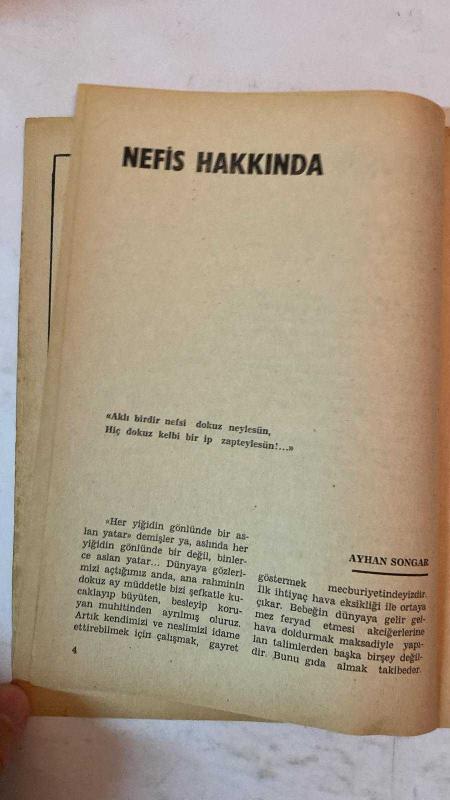 NEFİS HAKKINDA
«Aklı birdir nefsi dokuz neylesün,
Hiç dokuz kelbi bir ip zapteylesün!...»
«Her yiğidin gönlünde bir as-
lan yatar» demişler ya, aslında her
yiğidin gönlünde bir değil, binler-
ce aslan yatar... Dünyaya gözleri-
mizi açtığımız anda, ana rahminin
dokuz ay müddetle bizi şefkatle ku-
caklayıp büyüten, besleyip koru-
yan muhitinden ayrılmış oluruz.
Artık kendimizi ve neslimizi idame
ettirebilmek için çalışmak, gayret
4
AYHAN SONGAR
göstermek mecburiyetindeyizdir.
İlk ihtiyaç hava eksikliği ile ortaya
çıkar. Bebeğin dünyaya gelir gel-
mez feryad etmesi akciğerlerine
hava doldurmak maksadiyle yapı-
lan talimlerden başka birşey değil-
dir. Bunu gıda almak takibeder.